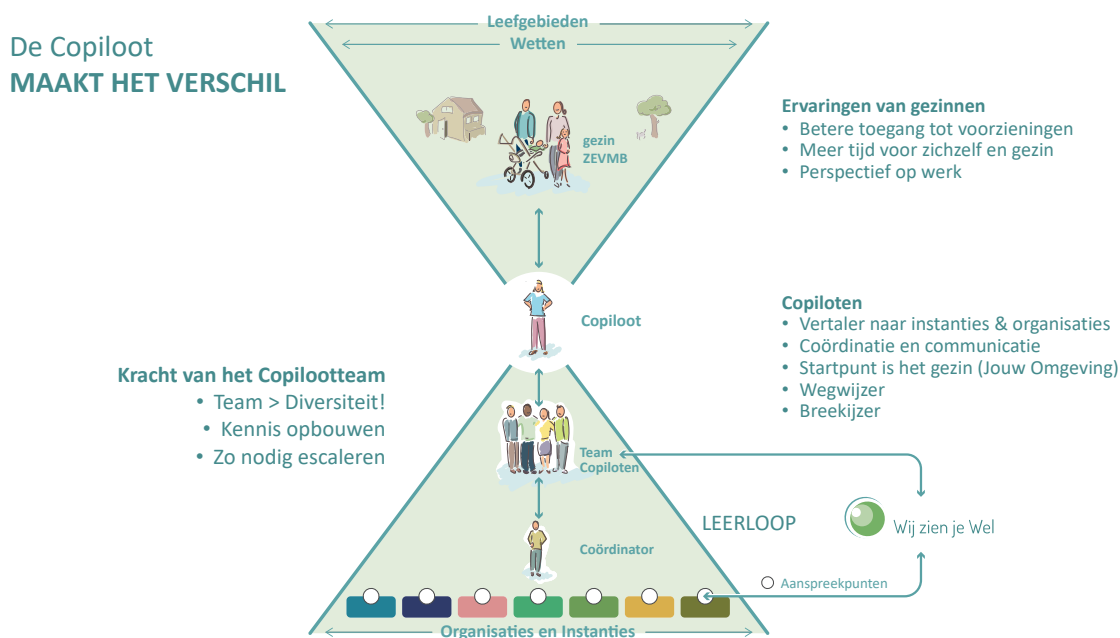 De Copiloot
MAAKT HET VERSCHIL
Leefgebieden
Wetten
gezin
ZEVMB
Ervaringen van gezinnen
• Betere toegang tot voorzieningen
• Meer tijd voor zichzelf en gezin
• Perspectief op werk
Copiloot
Copiloten
• Vertaler naar instanties & organisaties
• Coördinatie en communicatie
• Startpunt is het gezin (Jouw Omgeving)
• Wegwijzer
• Breekijzer
Kracht van het Copilootteam
• Team > Diversiteit!
• Kennis opbouwen
• Zo nodig escaleren
Team
Copiloten
LEERLOOP
Wij zien je Wel
Coördinator
Aanspreekpunten
Organisaties en Instanties